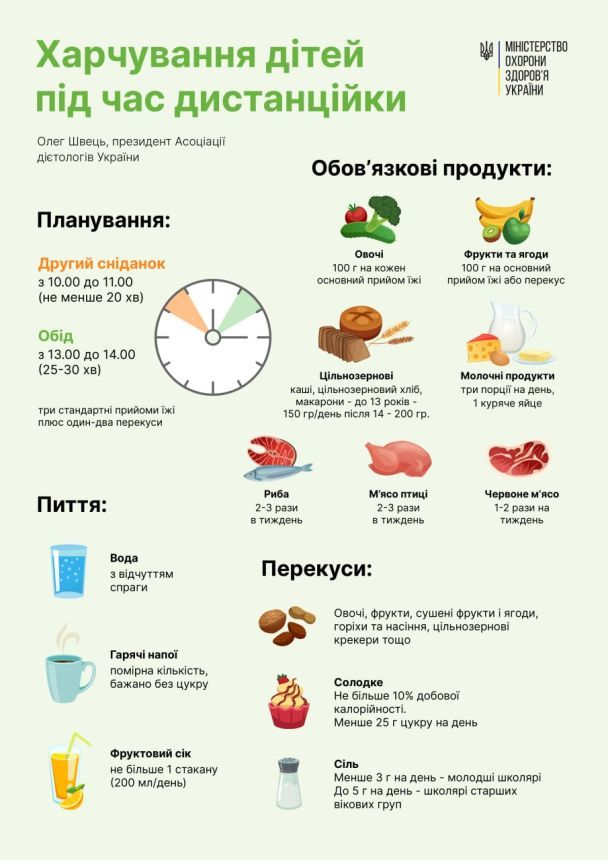 Харчування дітей
під час дистанційки
МІНІСТЕРСТВО
ОХОРОНИ
ЗДОРОВ'Я
УКРАЇНИ
Олег Швець, президент Асоціації
дієтологів України
Планування:
Другий сніданок
з 10.00 до 11.00
(не менше 20 хв)
Обід
з 13.00 до 14.00
(25-30 хв)
три стандартні прийоми їжі
плюс один-два перекуси
Обов’язкові продукти:
Овочі
100 г на кожен
основний прийом їжі
Фрукти та ягоди
100 г на основний
прийом їжі або перекус
Цільнозернові
каші, цільнозерновий хліб,
макарони - до 13 років -
150 гр/день після 14 - 200 гр.
Молочні продукти
три порції на день,
1 куряче яйце
Риба
2-3 рази
в тиждень
М'ясо птиці
2-3 рази
в тиждень
Червоне м’ясо
1-2 рази на
тиждень
Пиття:
Вода
з відчуттям
спраги
Гарячі напої
помірна кількість,
бажано без цукру
Фруктовий сік
не більше 1 стакану
(200 мл/день)
Перекуси:
Овочі, фрукти, сушені фрукти і ягоди,
горіхи та насіння, цільнозернові
крекери тощо
Солодке
Не більше 10% добової
калорійності.
Менше 25 г цукру на день
Сіль
Менше 3 г на день - молодші школярі
До 5 г на день - школярі старших
вікових груп